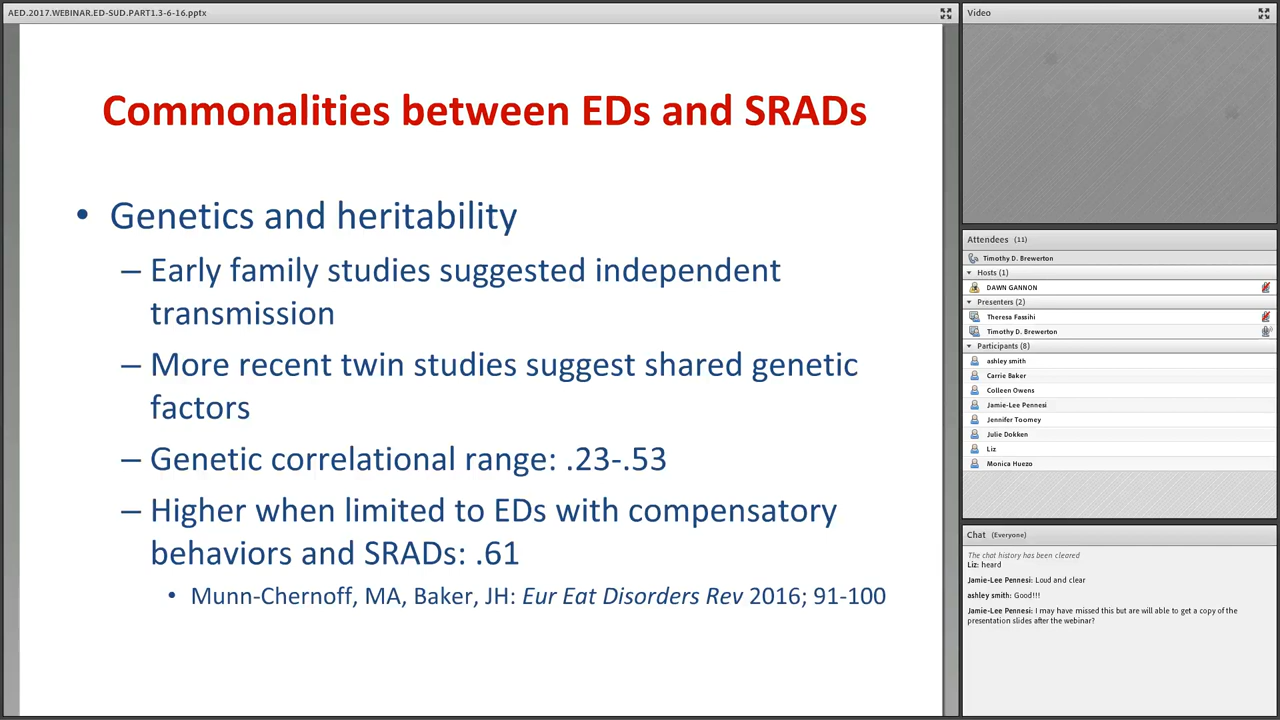 AED.2017.WEBINAR.ED-SUD.PART1.3-6-16.pptx
Commonalities between EDs and SRADs
• Genetics and heritability
– Early family studies suggested independent
transmission
– More recent twin studies suggest shared genetic
factors
– Genetic correlational range: .23-.53
– Higher when limited to EDs with compensatory
behaviors and SRADs: .61
• Munn-Chernoff, MA, Baker, JH: Eur Eat Disorders Rev 2016; 91-100
Video
Attendees (11)
Timothy D. Brewerton
Hosts (1)
DAWN GANNON
Presenters (2)
Theresa Fassihi
Timothy D. Brewerton
Participants (8)
ashley smith
Carrie Baker
Colleen Owens
Jamie-Lee Pennesi
Jennifer Toomey
Julie Dokken
Liz
Monica Huezo
Chat (Everyone)
The chat history has been cleared
Liz: heard
Jamie-Lee Pennesi: Loud and clear
ashley smith: Good!!!
Jamie-Lee Pennesi: I may have missed this but are will able to get a copy of the
presentation slides after the webinar?